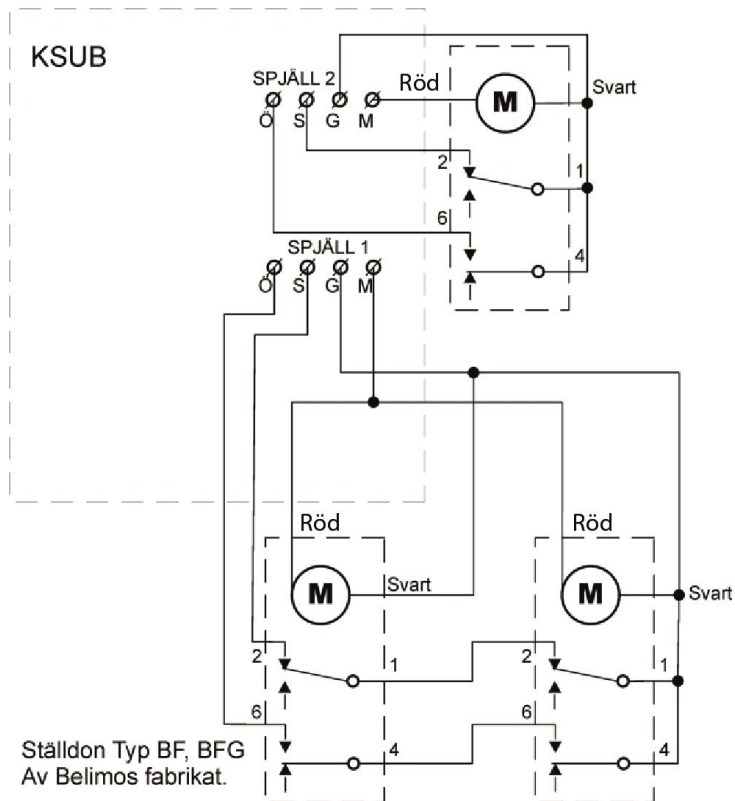 KSUB
SPJÄLL 2
Ö S G M
Röd
M
Svart
2
1
6
4
SPJÄLL 1
Ö S G M
Röd
Röd
M
Svart
M
Svart
2
1
2
1
6
4
6
4
Ställdon Typ BF, BFG
Av Belimos fabrikat.